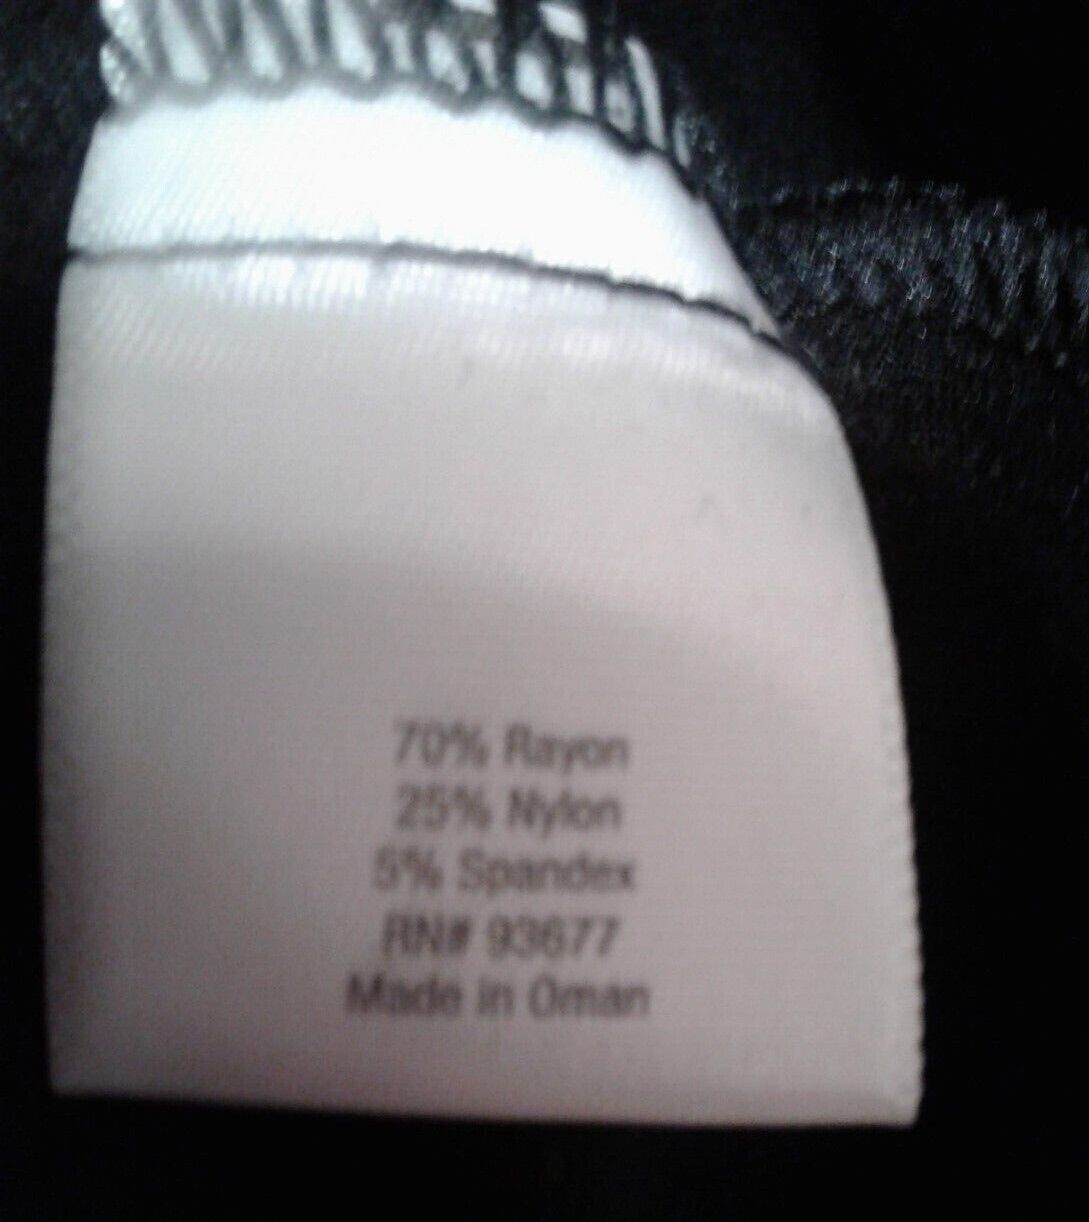 70% Rayon
25% Nylon
5% Spandex
RN# 93677
Made in Oman